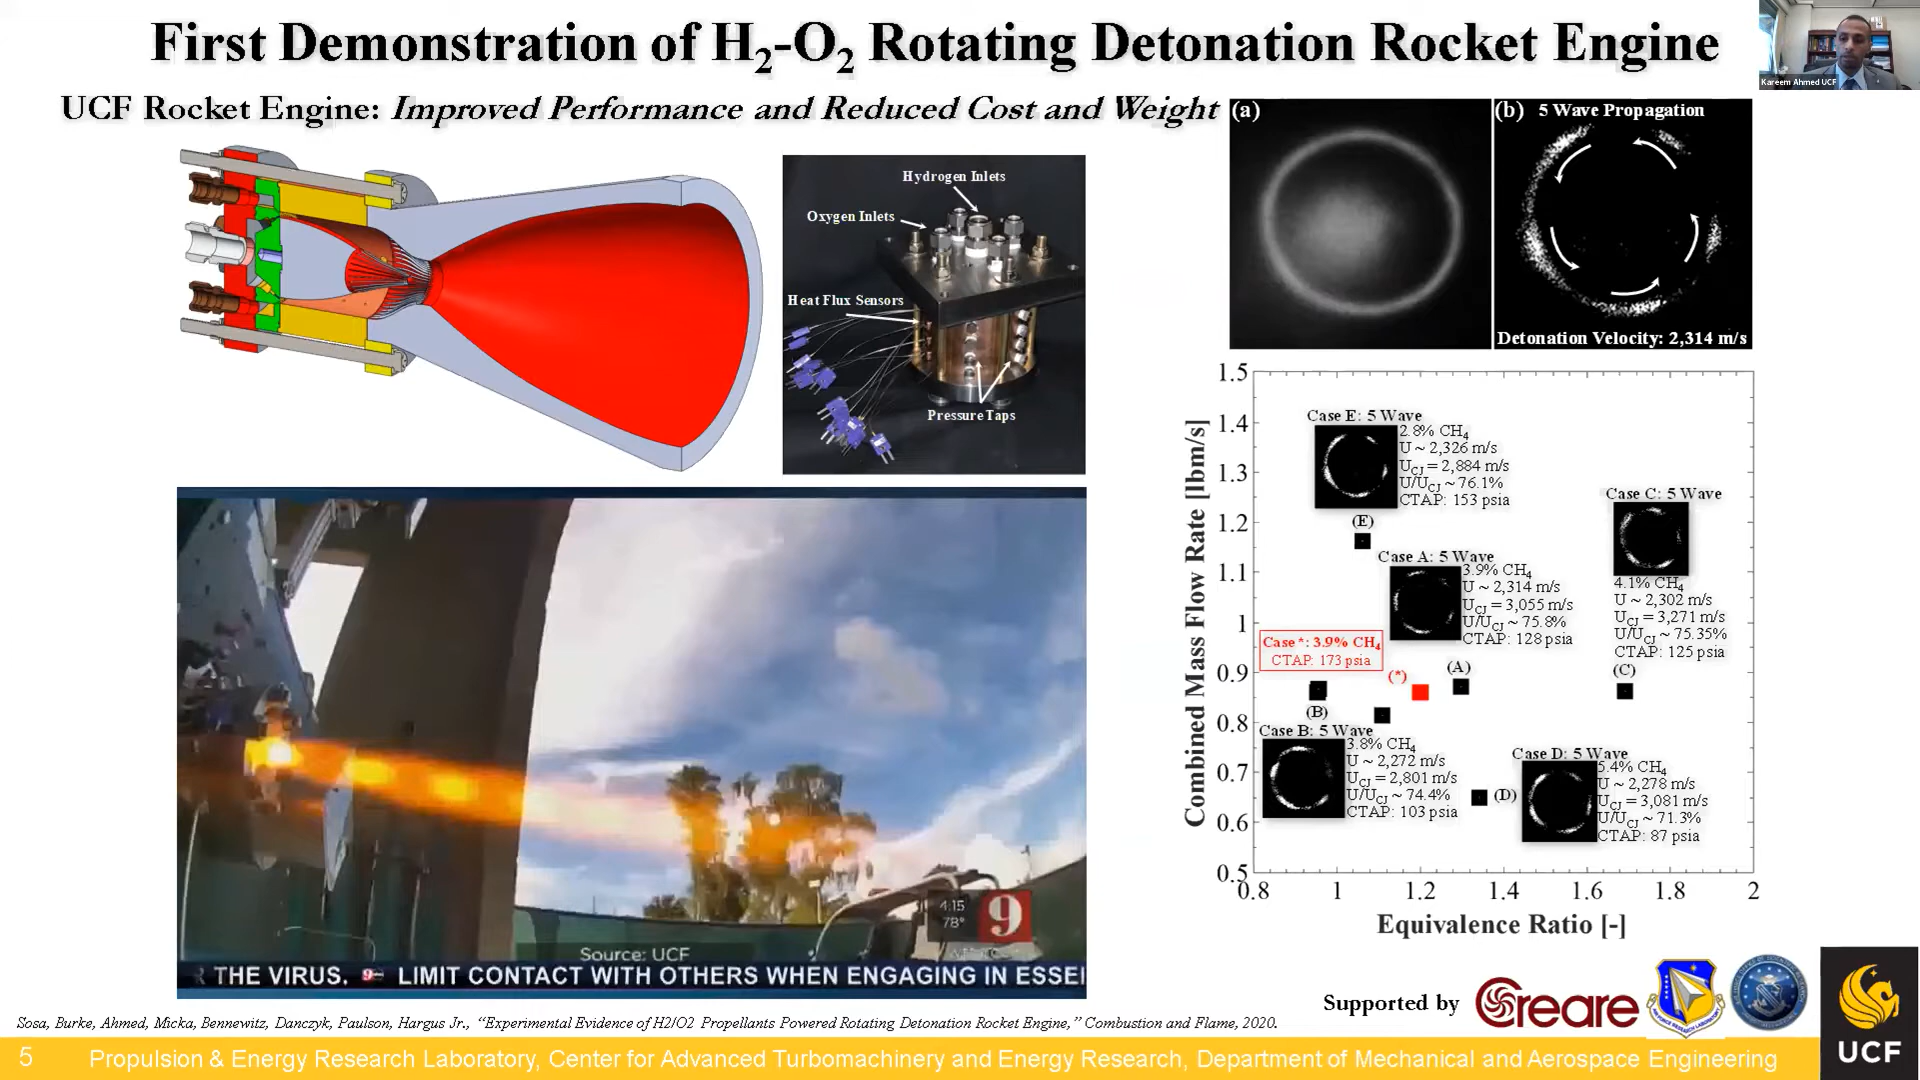 First Demonstration of H2-O2 Rotating Detonation Rocket Engine
Kareem Ahmed UCF
UCF Rocket Engine: Improved Performance and Reduced Cost and Weight
Hydrogen Inlets
Oxygen Inlets
Heat Flux Sensors
Pressure Taps
(a)
(b) 5 Wave Propagation
Detonation Velocity: 2,314 m/s
Combined Mass Flow Rate [lbm/s]
1.5
1.4
1.3
1.2
1.1
1
0.9
0.8
0.7
0.6
0.5
Case E: 5 Wave
2.8% CH4
U ~ 2,326 m/s
UCJ = 2,884 m/s
U/UCJ ~ 76.1%
CTAP: 153 psia
(E)
Case C: 5 Wave
4.1% CH4
U ~ 2,302 m/s
UCJ = 3,271 m/s
U/UCJ ~ 75.35%
CTAP: 125 psia
(C)
Case A: 5 Wave
3.9% CH4
U ~ 2,314 m/s
UCJ = 3,055 m/s
U/UCJ ~ 75.8%
CTAP: 128 psia
(A)
Case *: 3.9% CH4
CTAP: 173 psia
(*)
(B)
Case B: 5 Wave
3.8% CH4
U ~ 2,272 m/s
UCJ = 2,801 m/s
U/UCJ ~ 74.4%
CTAP: 103 psia
Case D: 5 Wave
(D)
5.4% CH4
U ~ 2,278 m/s
UCJ = 3,081 m/s
U/UCJ ~ 71.3%
CTAP: 87 psia
0.8 1 1.2 1.4 1.6 1.8 2
Equivalence Ratio [-]
4:15
78°
9
Source: UCF
THE VIRUS. 9 LIMIT CONTACT WITH OTHERS WHEN ENGAGING IN ESSE
Supported by
Creare
AIR FORCE RESEARCH LABORATORY
UCF
Sosa, Burke, Ahmed, Micka, Bennewitz, Danczyk, Paulson, Hargus Jr., “Experimental Evidence of H2/O2 Propellants Powered Rotating Detonation Rocket Engine,” Combustion and Flame, 2020.
5 Propulsion & Energy Research Laboratory, Center for Advanced Turbomachinery and Energy Research, Department of Mechanical and Aerospace Engineering